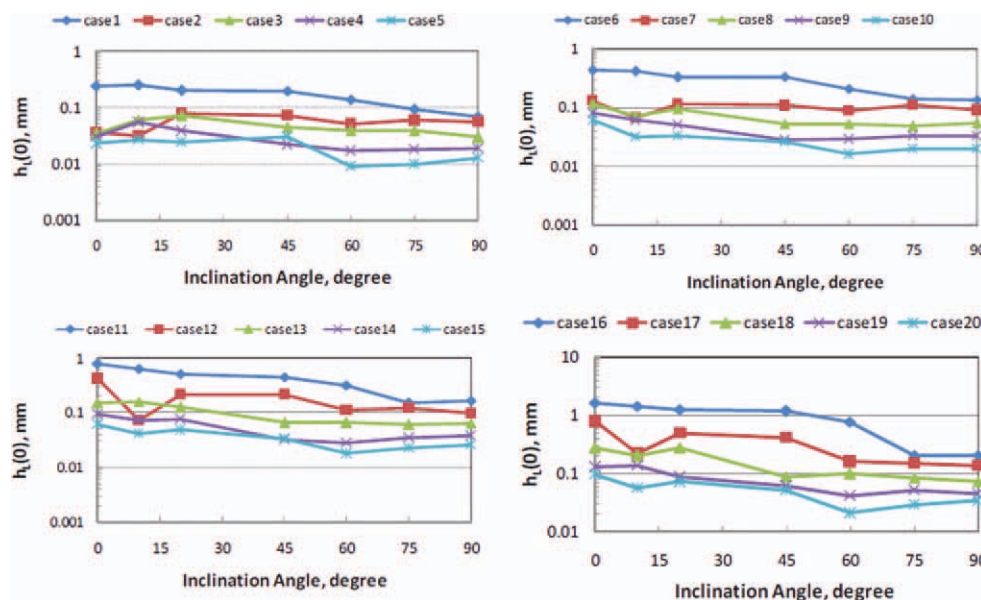 case1 case2 case3 case4 case5
1
0.1
0.01
0.001
hL(0), mm
0 15 30 45 60 75 90
Inclination Angle, degree
case6 case7 case8 case9 case10
1
0.1
0.01
0.001
hL(0), mm
0 15 30 45 60 75 90
Inclination Angle, degree
case11 case12 case13 case14 case15
1
0.1
0.01
0.001
hL(0), mm
0 15 30 45 60 75 90
Inclination Angle, degree
case16 case17 case18 case19 case20
10
1
0.1
0.01
hL(0), mm
0 15 30 45 60 75 90
Inclination Angle, degree